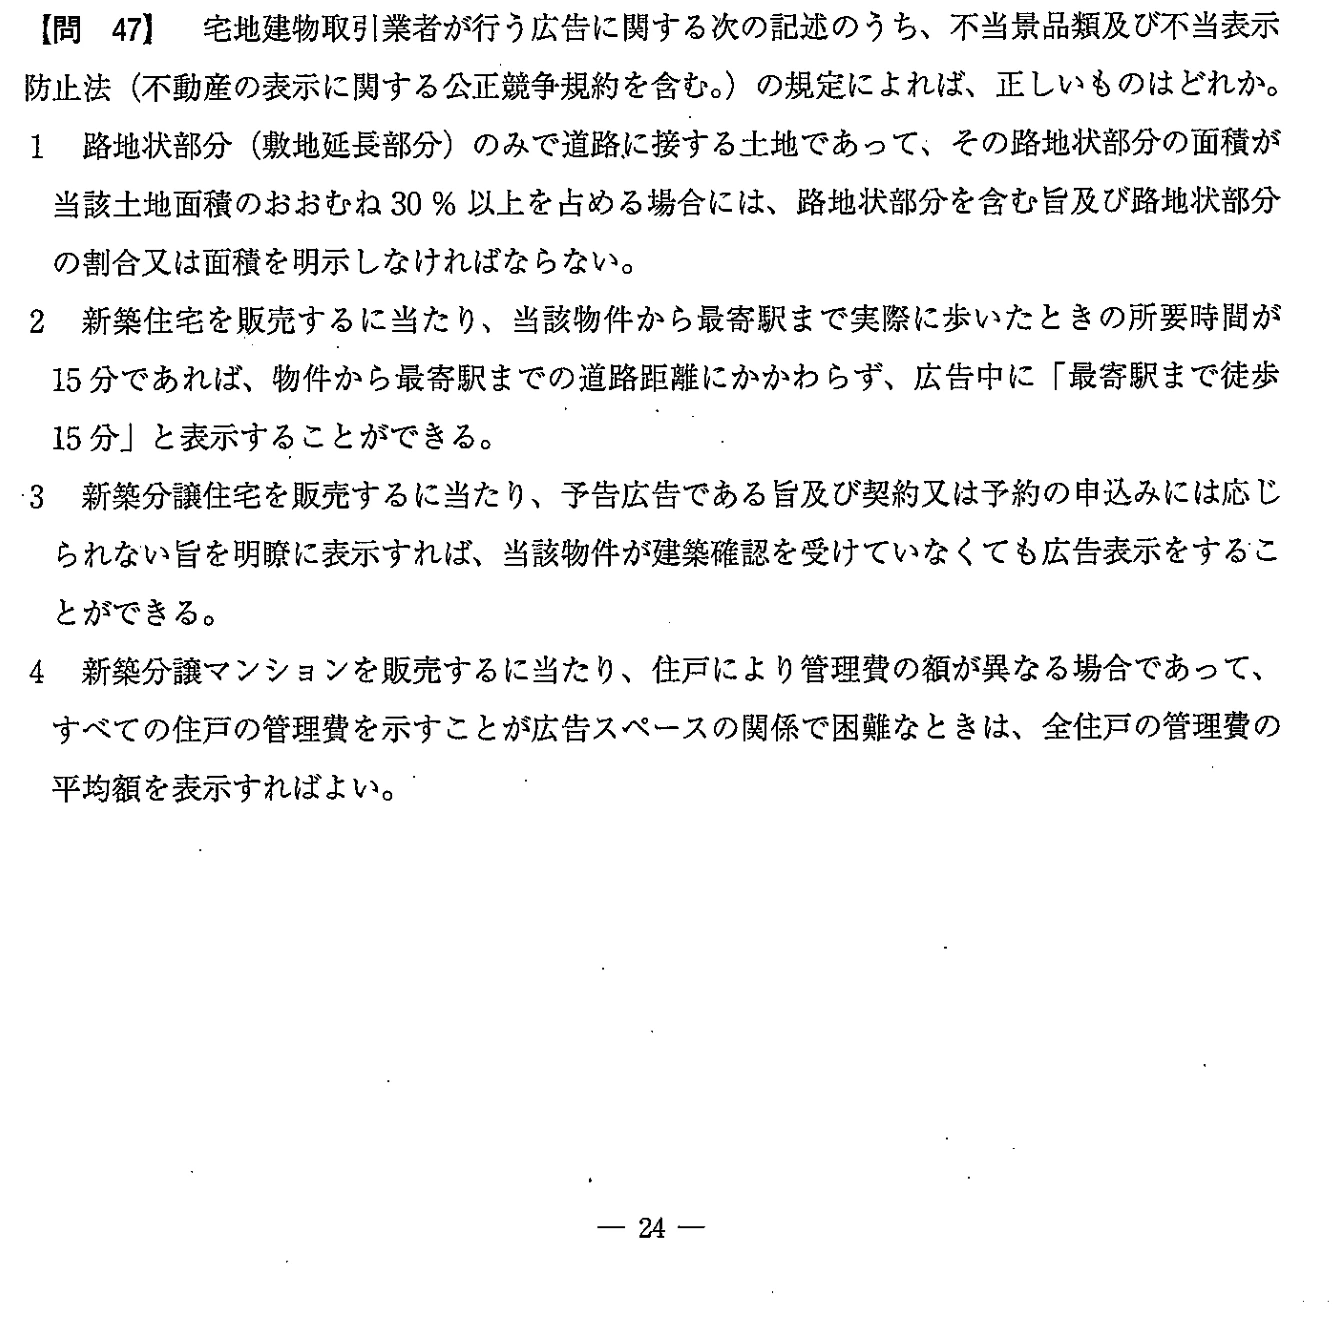 【問　47】　宅地建物取引業者が行う広告に関する次の記述のうち、不当景品類及び不当表示
防止法（不動産の表示に関する公正競争規約を含む。）の規定によれば、正しいものはどれか。
1　路地状部分（敷地延長部分）のみで道路に接する土地であって、その路地状部分の面積が
当該土地面積のおおむね 30 % 以上を占める場合には、路地状部分を含む旨及び路地状部分
の割合又は面積を明示しなければならない。
2　新築住宅を販売するに当たり、当該物件から最寄駅まで実際に歩いたときの所要時間が
15 分であれば、物件から最寄駅までの道路距離にかかわらず、広告中に「最寄駅まで徒歩
15 分」と表示することができる。
3　新築分譲住宅を販売するに当たり、予告広告である旨及び契約又は予約の申込みには応じ
られない旨を明瞭に表示すれば、当該物件が建築確認を受けていなくても広告表示をするこ
とができる。
4　新築分譲マンションを販売するに当たり、住戸により管理費の額が異なる場合であって、
すべての住戸の管理費を示すことが広告スペースの関係で困難なときは、全住戸の管理費の
平均額を表示すればよい。
— 24 —